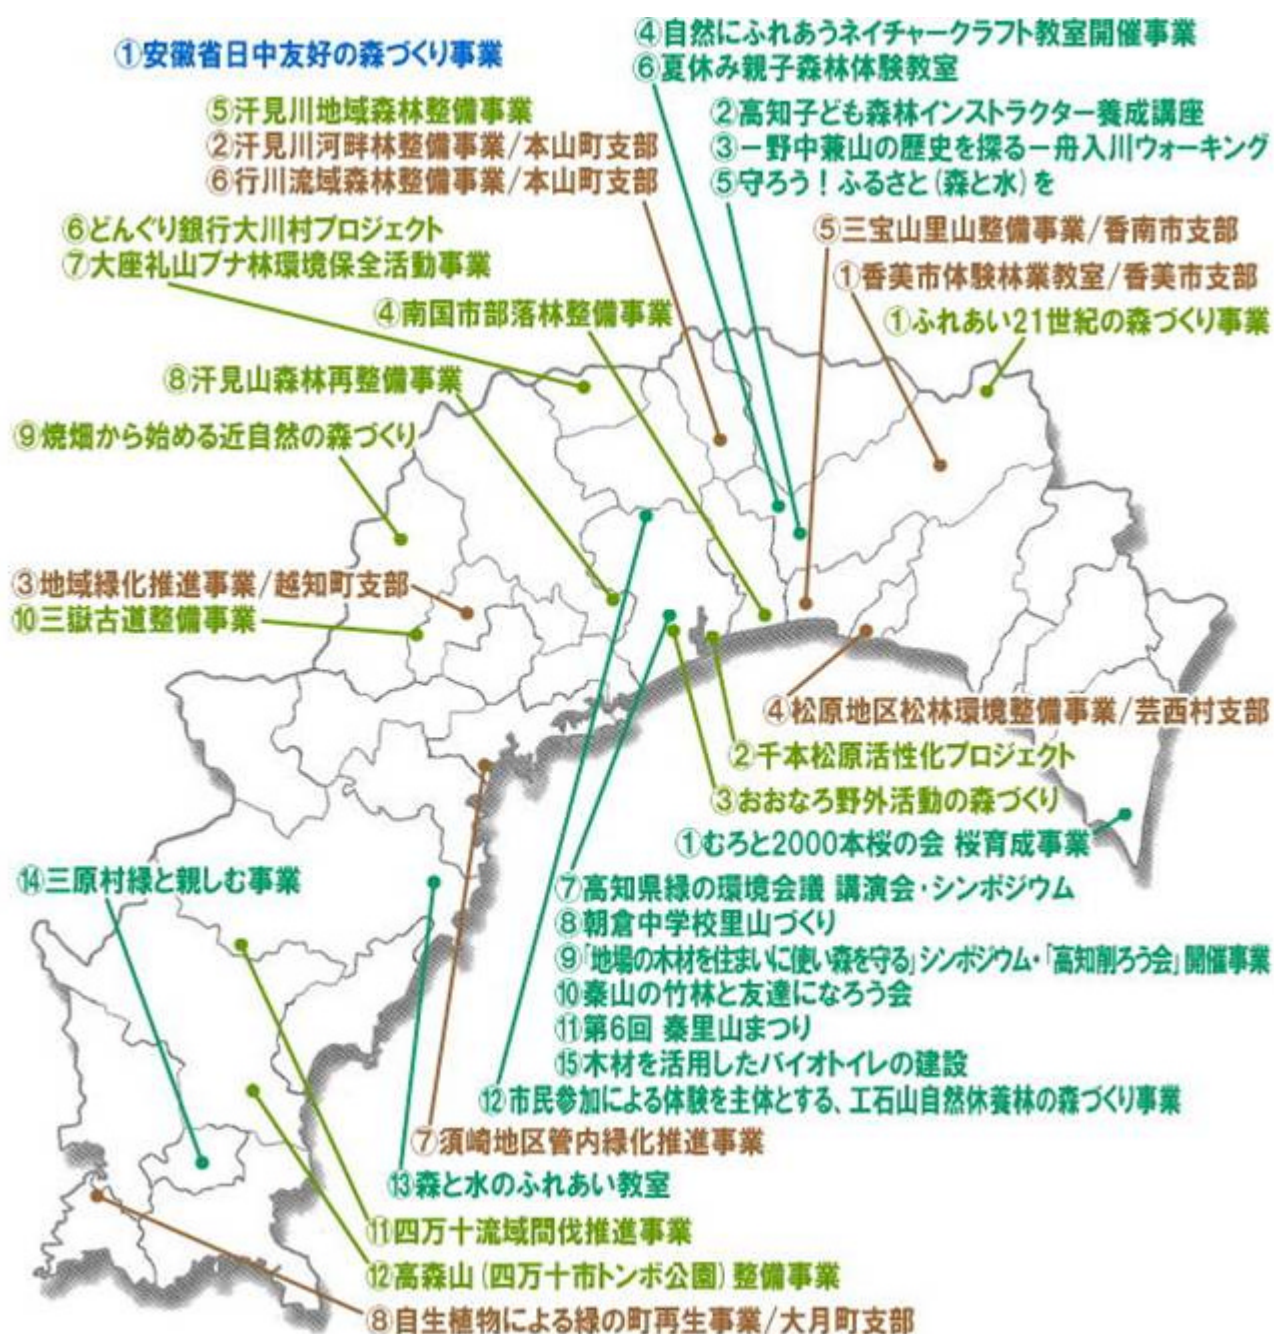 ①安徽省日中友好の森づくり事業
④自然にふれあうネイチャークラフト教室開催事業
⑥夏休み親子森林体験教室
②高知子ども森林インストラクター養成講座
③－野中兼山の歴史を探る－舟入川ウォーキング
⑤守ろう！ふるさと(森と水)を
⑤汗見川地域森林整備事業
②汗見川河畔林整備事業/本山町支部
⑥行川流域森林整備事業/本山町支部
⑥どんぐり銀行大川村プロジェクト
⑦大座礼山ブナ林環境保全活動事業
⑤三宝山里山整備事業/香南市支部
①香美市体験林業教室/香美市支部
①ふれあい21世紀の森づくり事業
④南国市部落林整備事業
⑧汗見山森林再整備事業
⑨焼畑から始める近自然の森づくり
③地域緑化推進事業/越知町支部
⑩三嶽古道整備事業
④松原地区松林環境整備事業/芸西村支部
②千本松原活性化プロジェクト
③おおなろ野外活動の森づくり
①むろと2000本桜の会 桜育成事業
⑭三原村緑と親しむ事業
⑦高知県緑の環境会議 講演会・シンポジウム
⑧朝倉中学校里山づくり
⑨「地場の木材を住まいに使い森を守る」シンポジウム・「高知削ろう会」開催事業
⑩秦山の竹林と友達になろう会
⑪第6回 秦里山まつり
⑮木材を活用したバイオトイレの建設
⑫市民参加による体験を主体とする、工石山自然休養林の森づくり事業
⑦須崎地区管内緑化推進事業
⑬森と水のふれあい教室
⑪四万十流域間伐推進事業
⑫高森山(四万十市トンボ公園)整備事業
⑧自生植物による緑の町再生事業/大月町支部